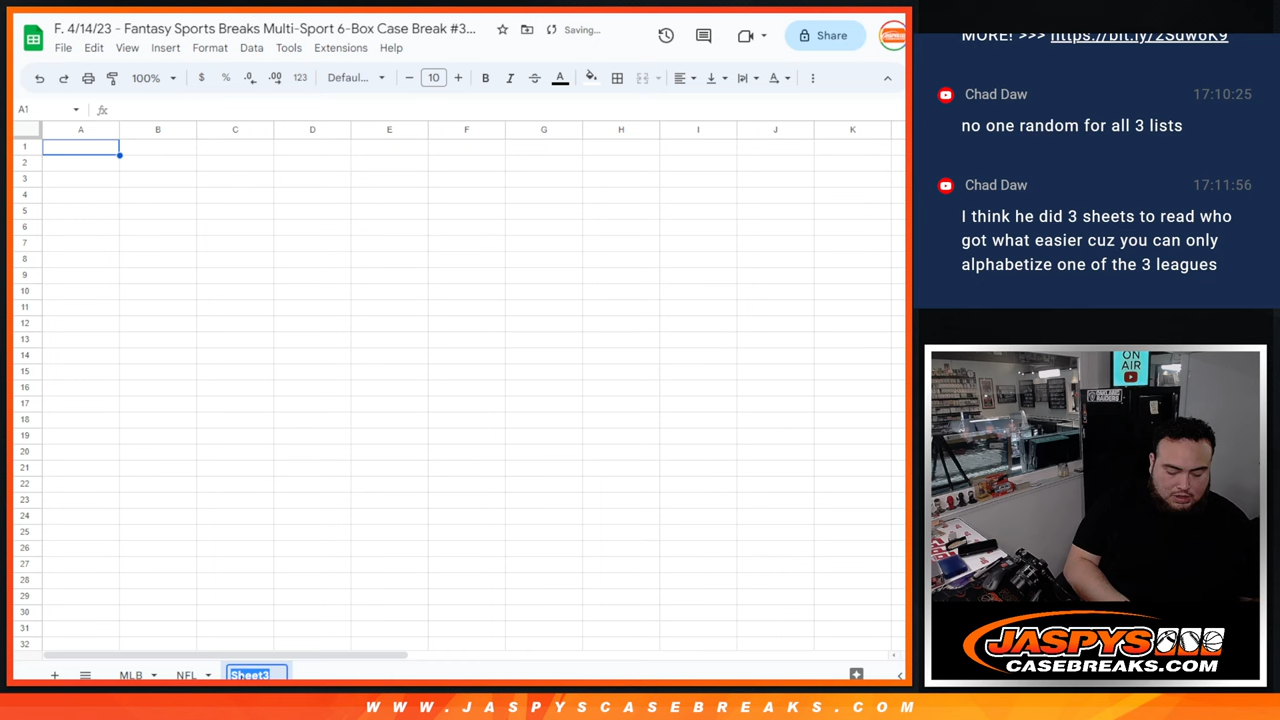 F. 4/14/23 - Fantasy Sports Breaks Multi-Sport 6-Box Case Break #3...
Saving...
Share
File Edit View Insert Format Data Tools Extensions Help
100% $ % .0 .00 123 Defaul... 10 B I A
A1 fx
A B C D E F G H I J K
1
2
3
4
5
6
7
8
9
10
11
12
13
14
15
16
17
18
19
20
21
22
23
24
25
26
27
28
29
30
31
32
MLB NFL Sheet3
MORE! >>> https://bit.ly/2Sdw6K9
Chad Daw 17:10:25
no one random for all 3 lists
Chad Daw 17:11:56
I think he did 3 sheets to read who
got what easier cuz you can only
alphabetize one of the 3 leagues
ON
AIR
JASPYS
CASEBREAKS.COM
WWW.JASPYSCASEBREAKS.COM